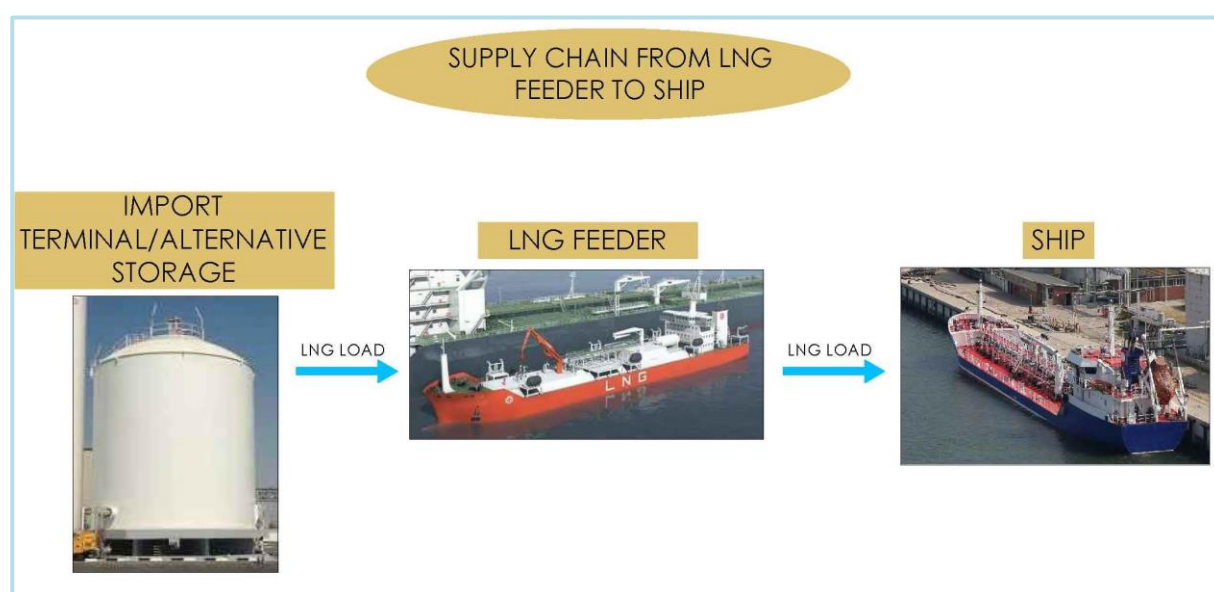 SUPPLY CHAIN FROM LNG
FEEDER TO SHIP
IMPORT
TERMINAL/ALTERNATIVE
STORAGE
LNG FEEDER
SHIP
LNG LOAD
LNG
LNG LOAD